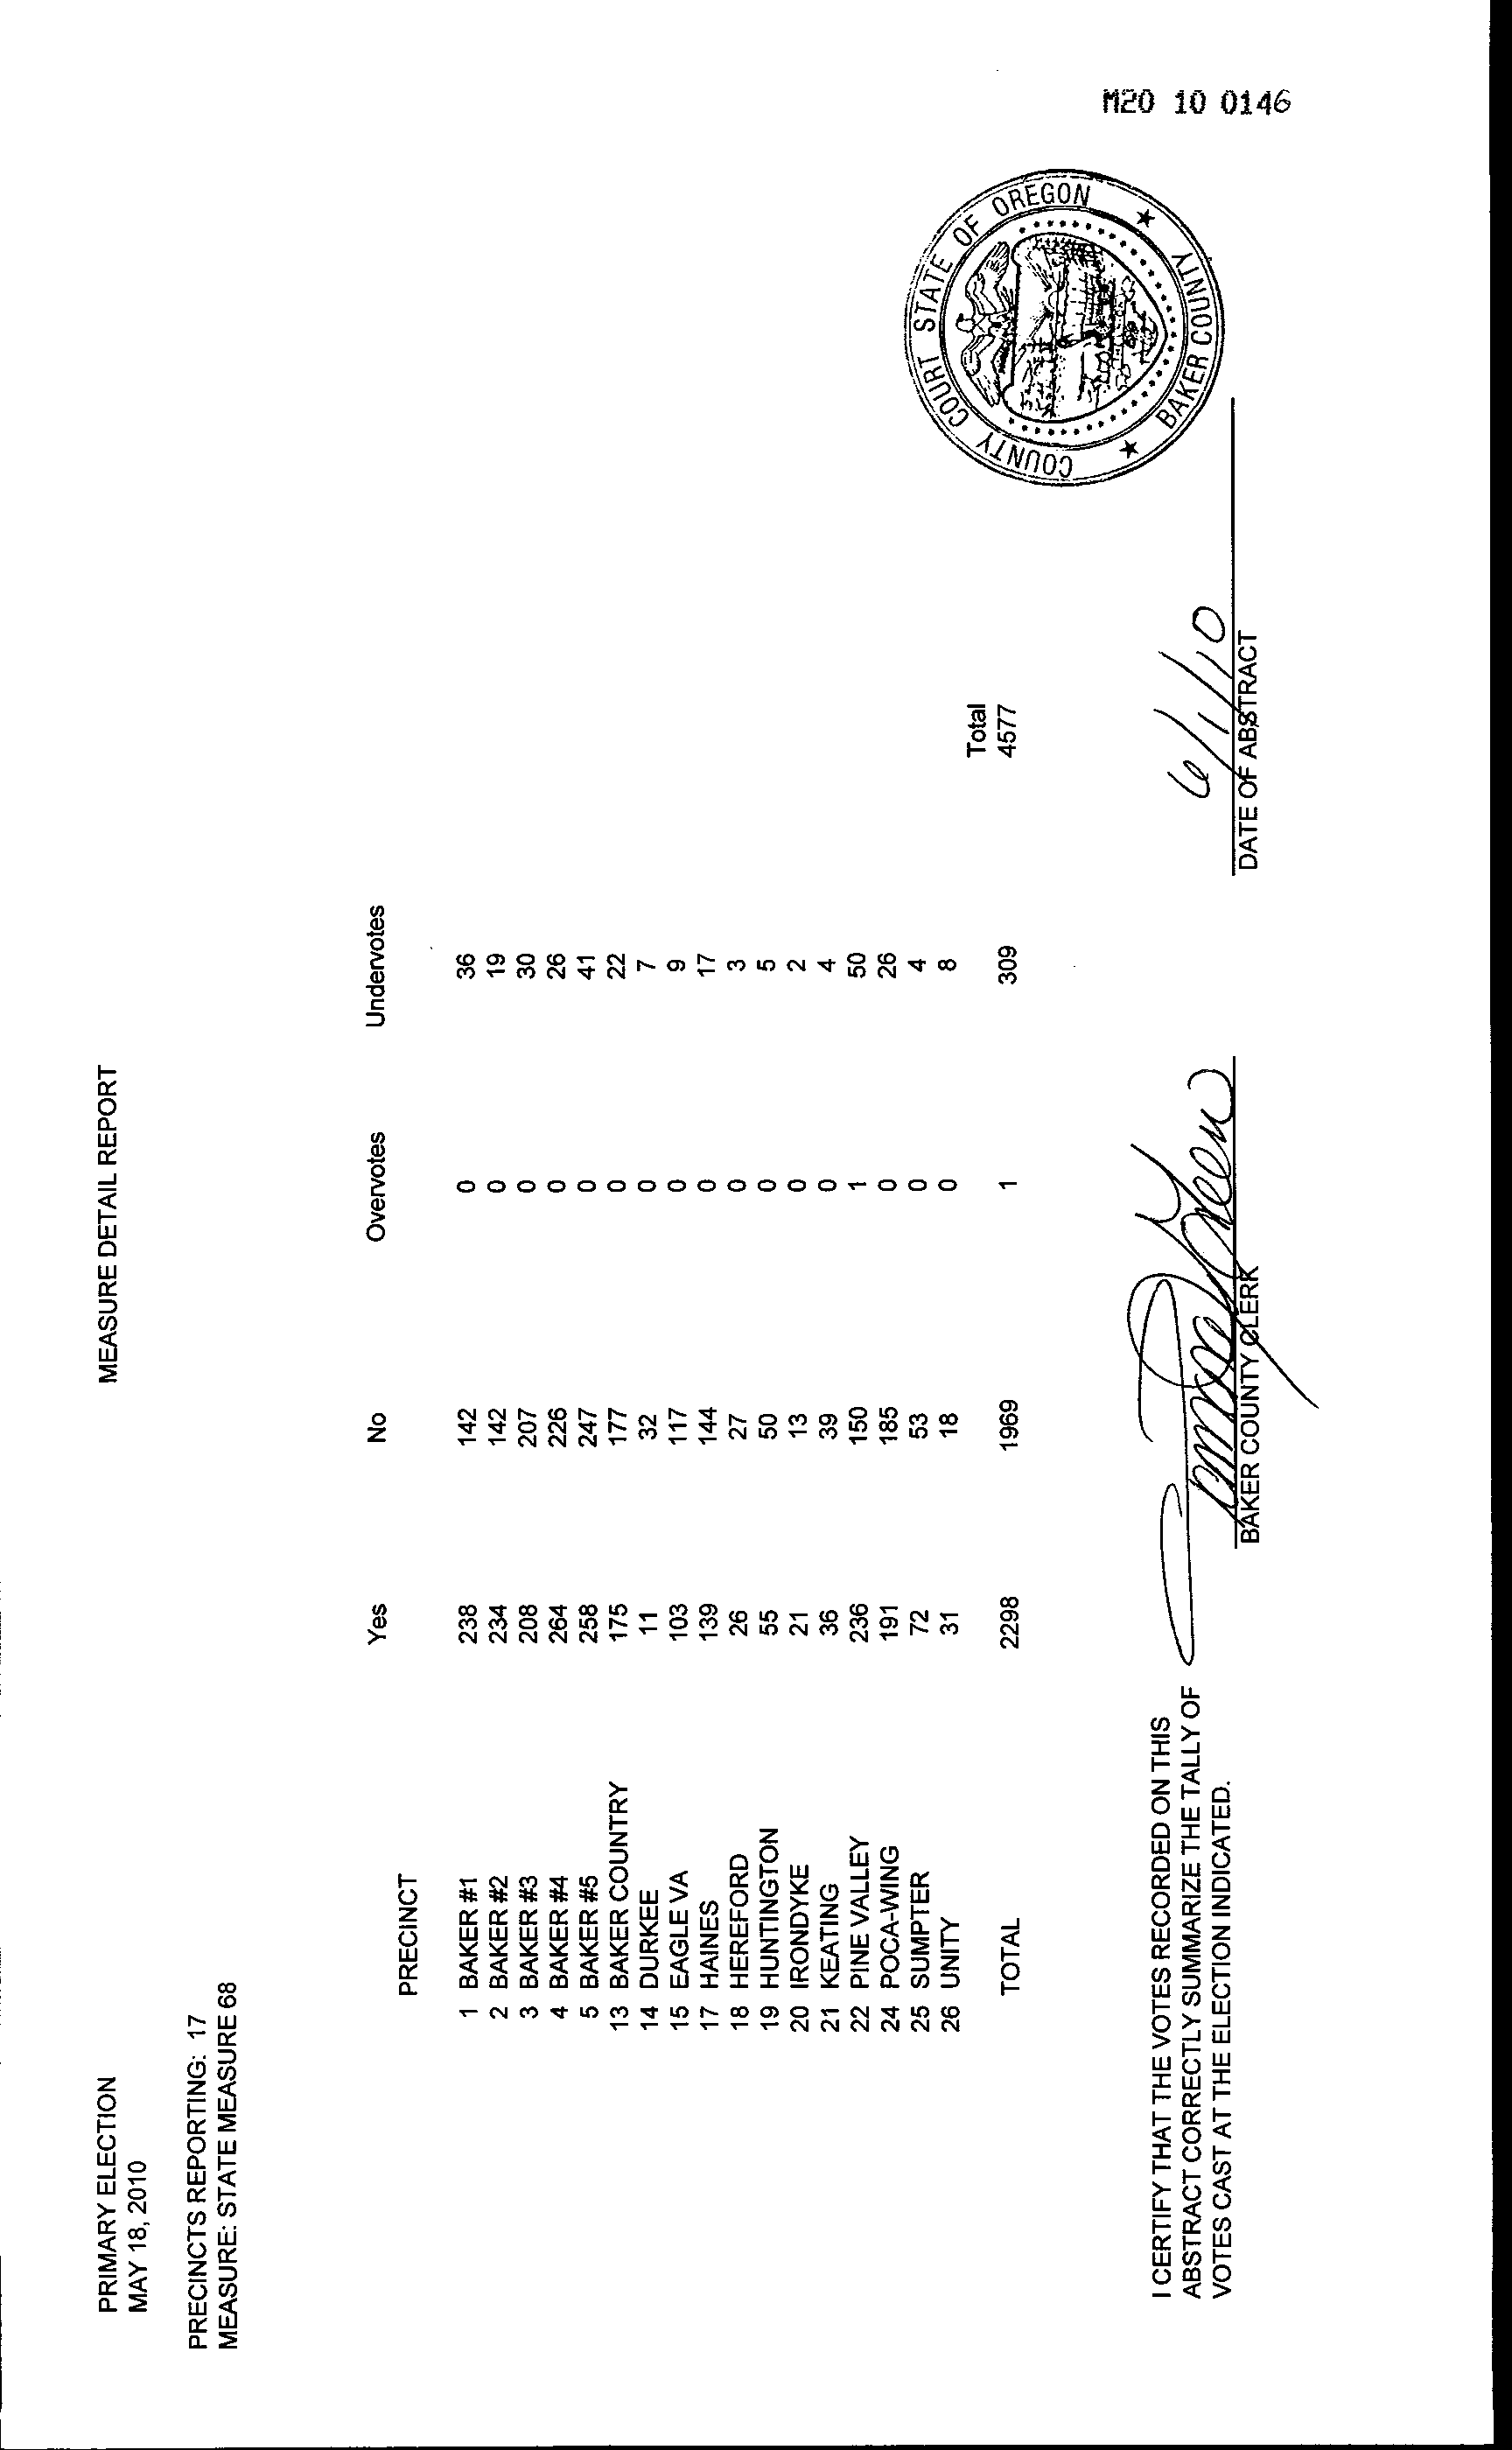 M20 10 0146
PRIMARY ELECTION
MAY 18, 2010
MEASURE DETAIL REPORT
PRECINCTS REPORTING: 17
MEASURE: STATE MEASURE 68
Yes No Overvotes Undervotes
PRECINCT
1 BAKER #1 238 142 0 36
2 BAKER #2 234 142 0 19
3 BAKER #3 208 207 0 30
4 BAKER #4 264 226 0 26
5 BAKER #5 258 247 0 41
13 BAKER COUNTRY 175 177 0 22
14 DURKEE 11 32 0 7
15 EAGLE VA 103 117 0 9
17 HAINES 139 144 0 17
18 HEREFORD 26 27 0 3
19 HUNTINGTON 55 50 0 5
20 IRONDYKE 21 13 0 2
21 KEATING 36 39 0 4
22 PINE VALLEY 236 150 1 50
24 POCA-WING 191 185 0 26
25 SUMPTER 72 53 0 4
26 UNITY 31 18 0 8
Total
TOTAL 2298 1969 1 309 4577
I CERTIFY THAT THE VOTES RECORDED ON THIS
ABSTRACT CORRECTLY SUMMARIZE THE TALLY OF
VOTES CAST AT THE ELECTION INDICATED.
BAKER COUNTY CLERK
6/1/10
DATE OF ABSTRACT
COUNTY COURT STATE OF OREGON
BAKER COUNTY